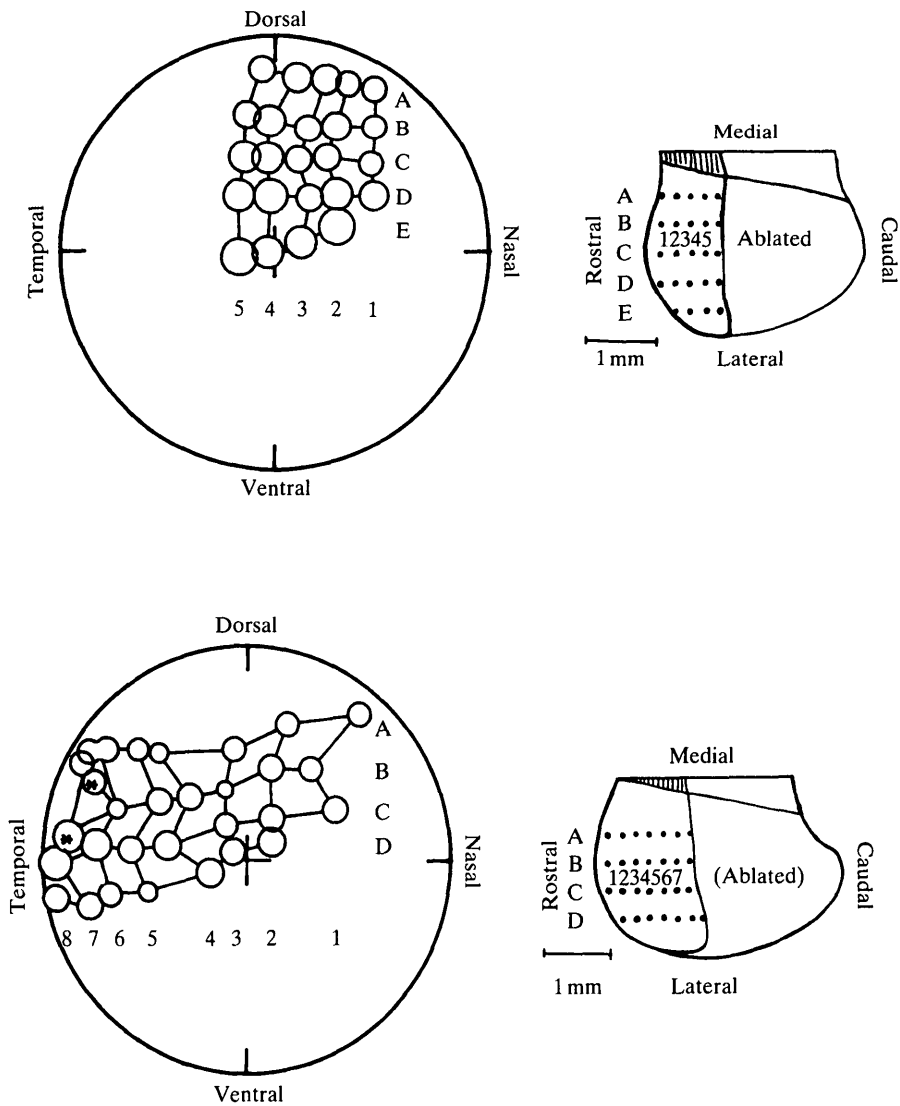 Dorsal
A
B
C
D
E
Temporal
Nasal
5 4 3 2 1
Ventral
Medial
A
B
C
D
E
Rostral
12345
Ablated
Caudal
1 mm
Lateral
Dorsal
A
B
C
D
Temporal
Nasal
8 7 6 5 4 3 2 1
Ventral
Medial
A
B
C
D
Rostral
1234567
(Ablated)
Caudal
1 mm
Lateral